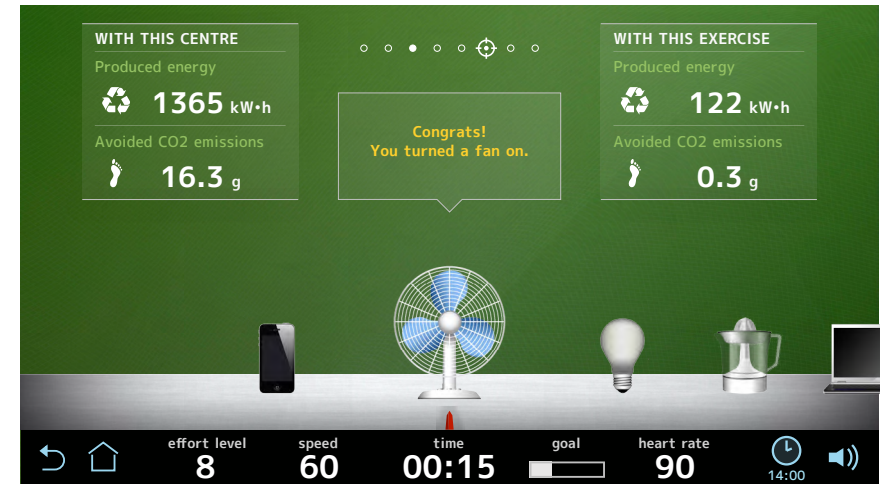 WITH THIS CENTRE
Produced energy
1365 kW•h
Avoided CO2 emissions
16.3 g
Congrats!
You turned a fan on.
WITH THIS EXERCISE
Produced energy
122 kW•h
Avoided CO2 emissions
0.3 g
effort level
8
speed
60
time
00:15
goal
heart rate
90
14:00